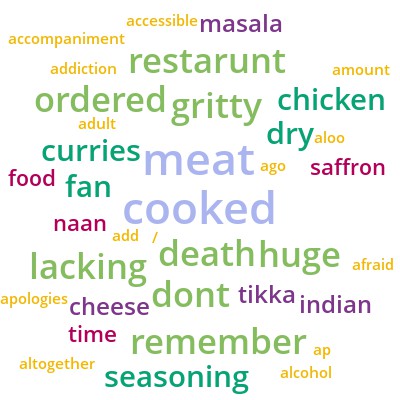 accessible
masala
accompaniment
restarunt
addiction
amount
ordered
gritty
chicken
adult
dry
aloo
curries
meat
ago
saffron
food
fan
cooked
naan
add
/
death
huge
lacking
afraid
dont
tikka
apologies
cheese
indian
time
remember
ap
altogether
seasoning
alcohol